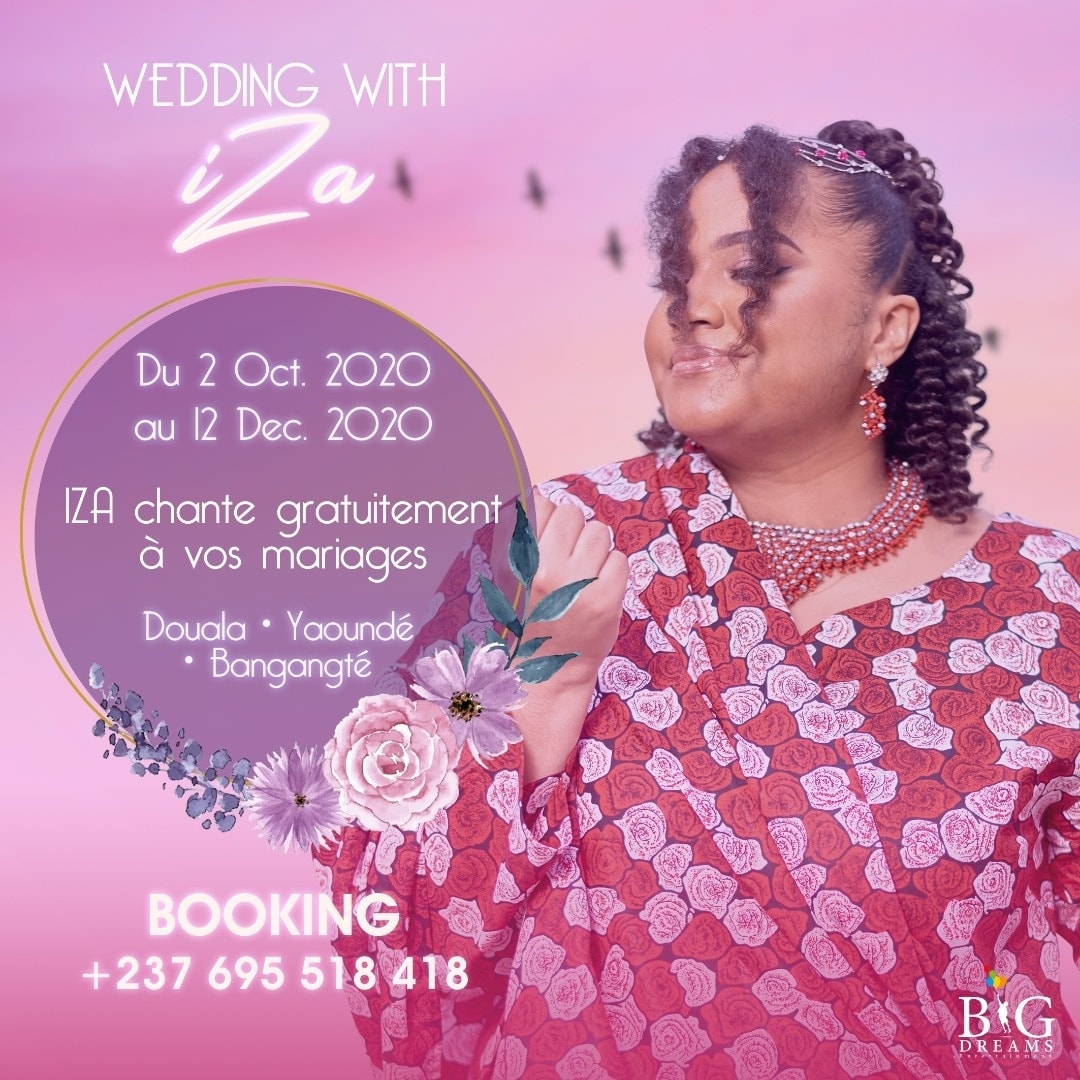 WEDDING WITH
iZa
Du 2 Oct. 2020
au 12 Dec. 2020
IZA chante gratuitement
à vos mariages
Douala • Yaoundé
• Bangangté
BOOKING
+237 695 518 418
BIG
DREAMS
Entertainment